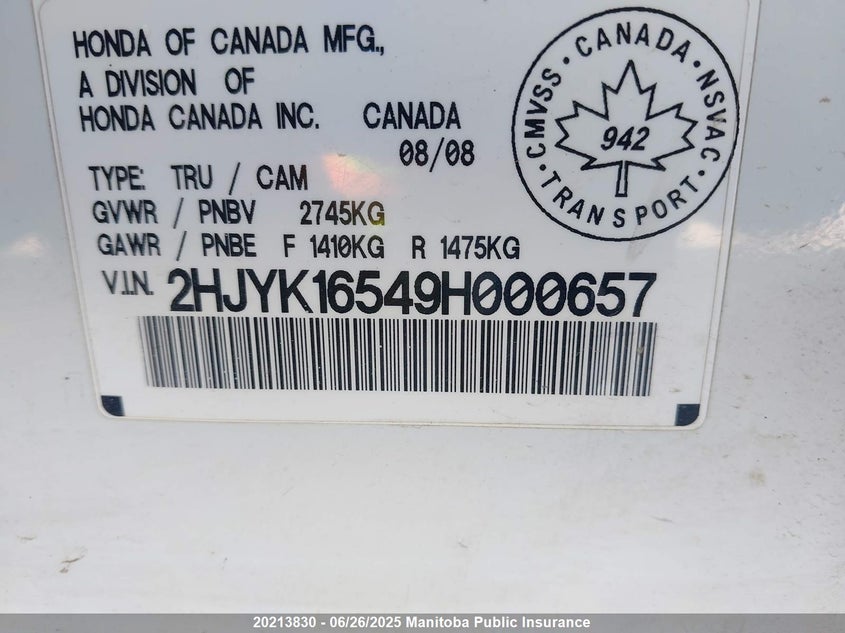 HONDA OF CANADA MFG.,
A DIVISION OF
HONDA CANADA INC. CANADA
08/08
TYPE: TRU / CAM
GVWR / PNBV 2745KG
GAWR / PNBE F 1410KG R 1475KG
V.I.N. 2HJYK16549H000657
CANADA • NSVAC • TRANSPORT • CMVSS •
942
20213830 - 06/26/2025 Manitoba Public Insurance